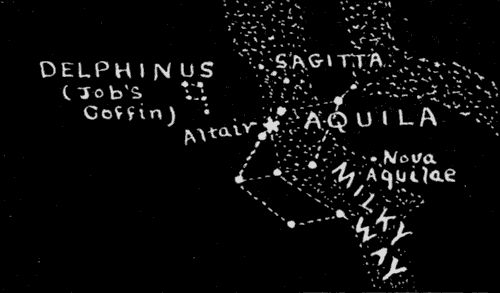 SAGITTA
DELPHINUS
(Job's
Coffin)
Altair
AQUILA
Nova
Aquilae
MILKY
WAY